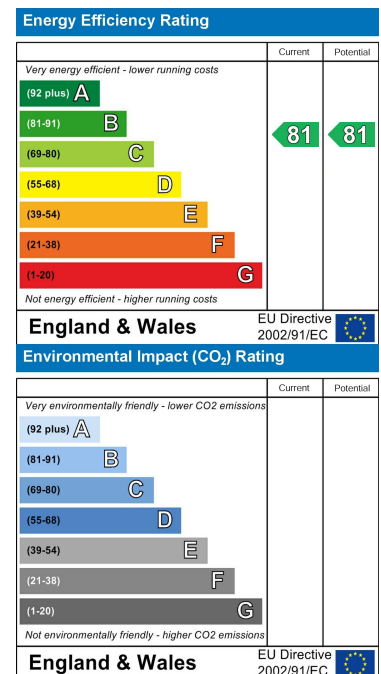 Energy Efficiency Rating
Current Potential
Very energy efficient - lower running costs
(92 plus) A
(81-91) B
81 81
(69-80) C
(55-68) D
(39-54) E
(21-38) F
(1-20) G
Not energy efficient - higher running costs
England & Wales
EU Directive
2002/91/EC
Environmental Impact (CO₂) Rating
Current Potential
Very environmentally friendly - lower CO2 emissions
(92 plus) A
(81-91) B
(69-80) C
(55-68) D
(39-54) E
(21-38) F
(1-20) G
Not environmentally friendly - higher CO2 emissions
England & Wales
EU Directive
2002/91/EC